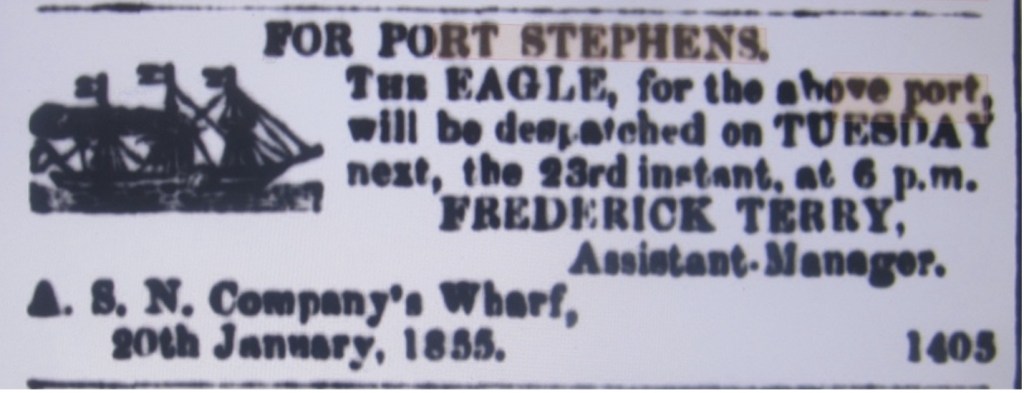 FOR PORT STEPHENS.
THE EAGLE, for the above port,
will be despatched on TUESDAY
next, the 23rd instant, at 6 p.m.
FREDERICK TERRY,
Assistant-Manager.
A. S. N. Company's Wharf,
20th January, 1855. 1405